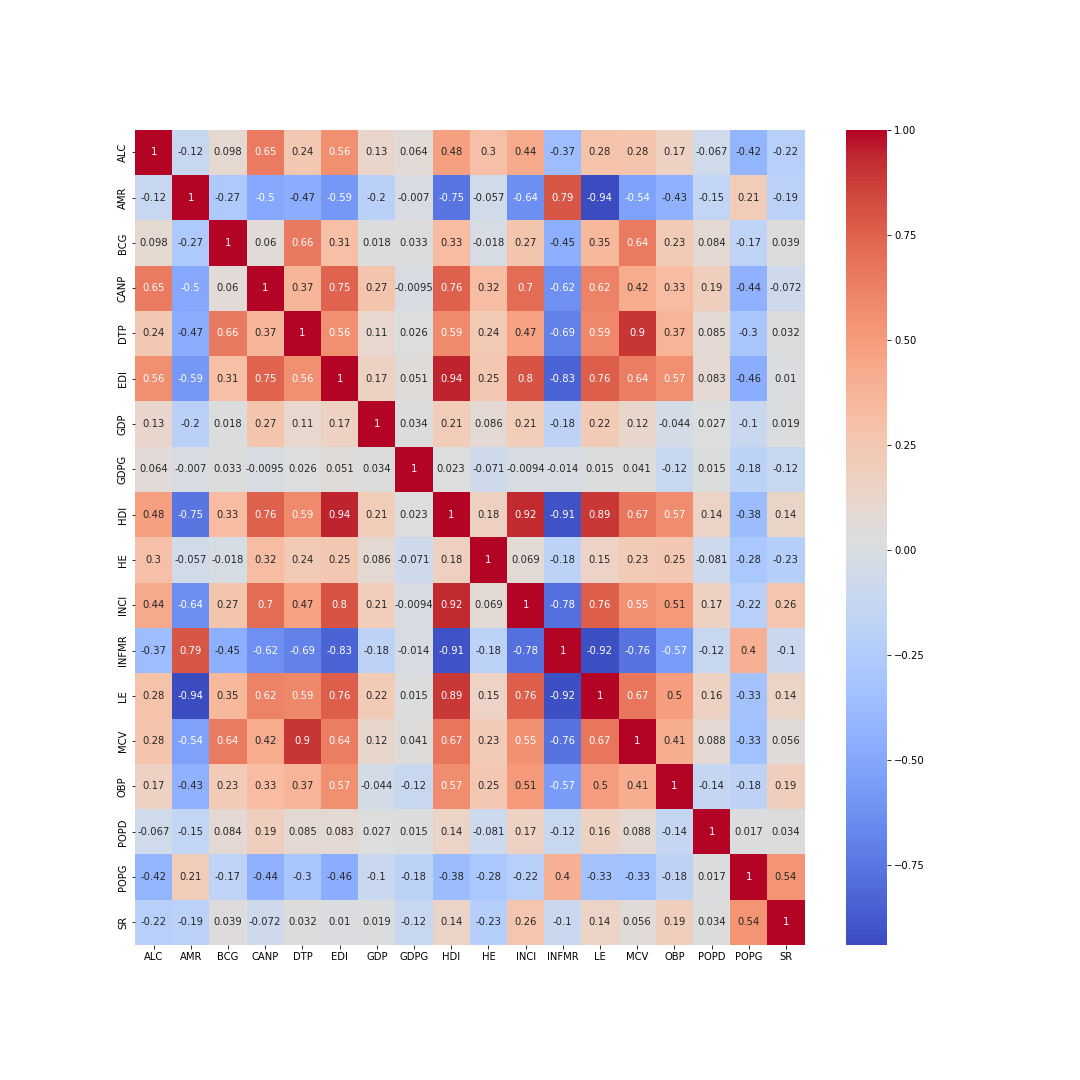 ALC 1 -0.12 0.098 0.65 0.24 0.56 0.13 0.064 0.48 0.3 0.44 -0.37 0.28 0.28 0.17 -0.067 -0.42 -0.22
AMR -0.12 1 -0.27 -0.5 -0.47 -0.59 -0.2 -0.007 -0.75 -0.057 -0.64 0.79 -0.94 -0.54 -0.43 -0.15 0.21 -0.19
BCG 0.098 -0.27 1 0.06 0.66 0.31 0.018 0.033 0.33 -0.018 0.27 -0.45 0.35 0.64 0.23 0.084 -0.17 0.039
CANP 0.65 -0.5 0.06 1 0.37 0.75 0.27 -0.0095 0.76 0.32 0.7 -0.62 0.62 0.42 0.33 0.19 -0.44 -0.072
DTP 0.24 -0.47 0.66 0.37 1 0.56 0.11 0.026 0.59 0.24 0.47 -0.69 0.59 0.9 0.37 0.085 -0.3 0.032
EDI 0.56 -0.59 0.31 0.75 0.56 1 0.17 0.051 0.94 0.25 0.8 -0.83 0.76 0.64 0.57 0.083 -0.46 0.01
GDP 0.13 -0.2 0.018 0.27 0.11 0.17 1 0.034 0.21 0.086 0.21 -0.18 0.22 0.12 -0.044 0.027 -0.1 0.019
GDPG 0.064 -0.007 0.033 -0.0095 0.026 0.051 0.034 1 0.023 -0.071 -0.0094 -0.014 0.015 0.041 -0.12 0.015 -0.18 -0.12
HDI 0.48 -0.75 0.33 0.76 0.59 0.94 0.21 0.023 1 0.18 0.92 -0.91 0.89 0.67 0.57 0.14 -0.38 0.14
HE 0.3 -0.057 -0.018 0.32 0.24 0.25 0.086 -0.071 0.18 1 0.069 -0.18 0.15 0.23 0.25 -0.081 -0.28 -0.23
INCI 0.44 -0.64 0.27 0.7 0.47 0.8 0.21 -0.0094 0.92 0.069 1 -0.78 0.76 0.55 0.51 0.17 -0.22 0.26
INFMR -0.37 0.79 -0.45 -0.62 -0.69 -0.83 -0.18 -0.014 -0.91 -0.18 -0.78 1 -0.92 -0.76 -0.57 -0.12 0.4 -0.1
LE 0.28 -0.94 0.35 0.62 0.59 0.76 0.22 0.015 0.89 0.15 0.76 -0.92 1 0.67 0.5 0.16 -0.33 0.14
MCV 0.28 -0.54 0.64 0.42 0.9 0.64 0.12 0.041 0.67 0.23 0.55 -0.76 0.67 1 0.41 0.088 -0.33 0.056
OBP 0.17 -0.43 0.23 0.33 0.37 0.57 -0.044 -0.12 0.57 0.25 0.51 -0.57 0.5 0.41 1 -0.14 -0.18 0.19
POPD -0.067 -0.15 0.084 0.19 0.085 0.083 0.027 0.015 0.14 -0.081 0.17 -0.12 0.16 0.088 -0.14 1 0.017 0.034
POPG -0.42 0.21 -0.17 -0.44 -0.3 -0.46 -0.1 -0.18 -0.38 -0.28 -0.22 0.4 -0.33 -0.33 -0.18 0.017 1 0.54
SR -0.22 -0.19 0.039 -0.072 0.032 0.01 0.019 -0.12 0.14 -0.23 0.26 -0.1 0.14 0.056 0.19 0.034 0.54 1
ALC AMR BCG CANP DTP EDI GDP GDPG HDI HE INCI INFMR LE MCV OBP POPD POPG SR
1.00
0.75
0.50
0.25
0.00
−0.25
−0.50
−0.75